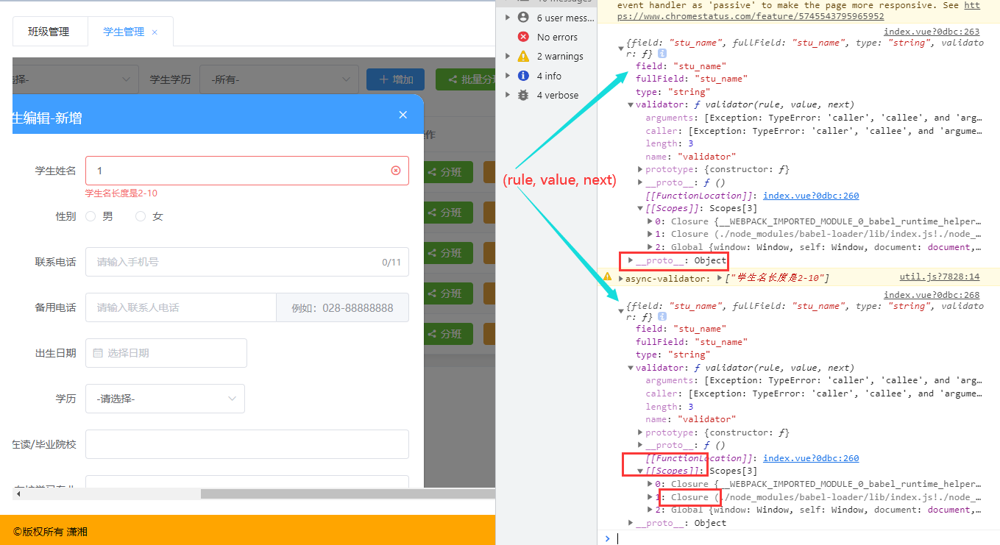 班级管理
学生管理 ×
择-
学生学历
-所有-
+ 增加
批量分
生编辑-新增
操作
学生姓名
1
学生名长度是2-10
分班
性别
男
女
分班
联系电话
请输入手机号
0/11
分班
备用电话
请输入联系人电话
例如：028-88888888
分班
分班
出生日期
选择日期
学历
-请选择-
在读/毕业院校
©版权所有 潇湘
6 user mess...
No errors
2 warnings
4 info
4 verbose
(rule, value, next)
event handler as 'passive' to make the page more responsive. See htt
ps://www.chromestatus.com/feature/5745543795965952
index.vue?0dbc:263
{field: "stu_name", fullField: "stu_name", type: "string", validato
r: ƒ}
field: "stu_name"
fullField: "stu_name"
type: "string"
validator: ƒ validator(rule, value, next)
arguments: [Exception: TypeError: 'caller', 'callee', and 'arg…
caller: [Exception: TypeError: 'caller', 'callee', and 'argume…
length: 3
name: "validator"
prototype: {constructor: ƒ}
__proto__: ƒ ()
[[FunctionLocation]]: index.vue?0dbc:260
[[Scopes]]: Scopes[3]
0: Closure {__WEBPACK_IMPORTED_MODULE_0_babel_runtime_helper…
1: Closure (./node_modules/babel-loader/lib/index.js!./node_…
2: Global {window: Window, self: Window, document: document,…
__proto__: Object
async-validator: ["学生名长度是2-10"]
util.js?7828:14
index.vue?0dbc:268
{field: "stu_name", fullField: "stu_name", type: "string", validato
r: ƒ}
field: "stu_name"
fullField: "stu_name"
type: "string"
validator: ƒ validator(rule, value, next)
arguments: [Exception: TypeError: 'caller', 'callee', and 'arg…
caller: [Exception: TypeError: 'caller', 'callee', and 'argume…
length: 3
name: "validator"
prototype: {constructor: ƒ}
__proto__: ƒ ()
[[FunctionLocation]]: index.vue?0dbc:260
[[Scopes]]: Scopes[3]
0: Closure {__WEBPACK_IMPORTED_MODULE_0_babel_runtime_helper…
1: Closure (./node_modules/babel-loader/lib/index.js!./node_…
2: Global {window: Window, self: Window, document: document,…
__proto__: Object